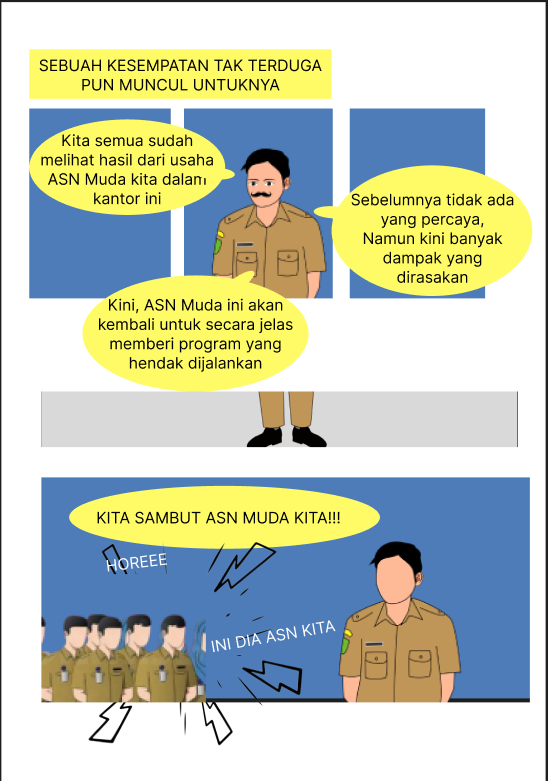 SEBUAH KESEMPATAN TAK TERDUGA
PUN MUNCUL UNTUKNYA
Kita semua sudah
melihat hasil dari usaha
ASN Muda kita dalam
kantor ini
Sebelumnya tidak ada
yang percaya,
Namun kini banyak
dampak yang
dirasakan
Kini, ASN Muda ini akan
kembali untuk secara jelas
memberi program yang
hendak dijalankan
KITA SAMBUT ASN MUDA KITA!!!
HOREEE
INI DIA ASN KITA